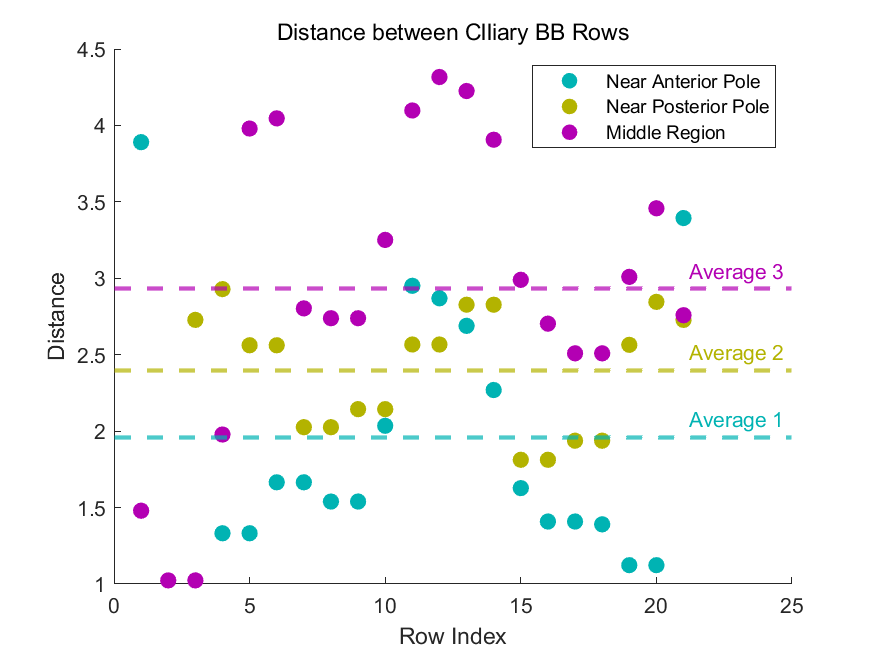 Distance between CIliary BB Rows
Near Anterior Pole
Near Posterior Pole
Middle Region
Average 3
Average 2
Average 1
4.5
4
3.5
3
2.5
2
1.5
1
Distance
0 5 10 15 20 25
Row Index